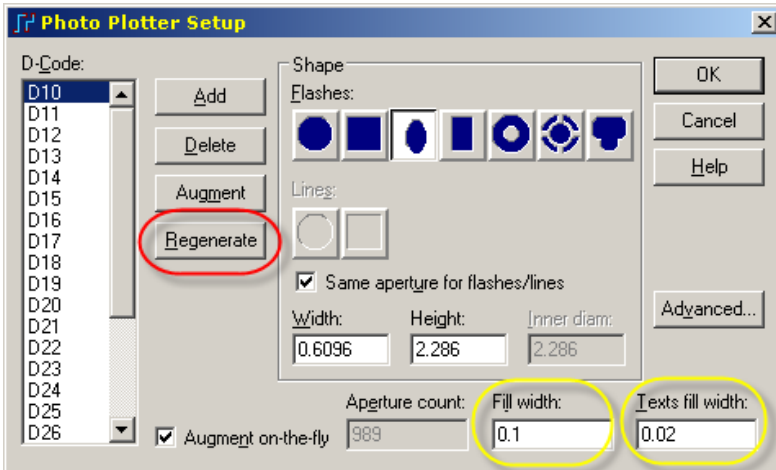 Photo Plotter Setup
D-Code:
D10
D11
D12
D13
D14
D15
D16
D17
D18
D19
D20
D21
D22
D23
D24
D25
D26
Add
Delete
Augment
Regenerate
Shape
Flashes:
Lines:
Same aperture for flashes/lines
Width: Height: Inner diam:
0.6096 2.286 2.286
OK
Cancel
Help
Advanced...
Augment on-the-fly
Aperture count: Fill width: Texts fill width:
989 0.1 0.02